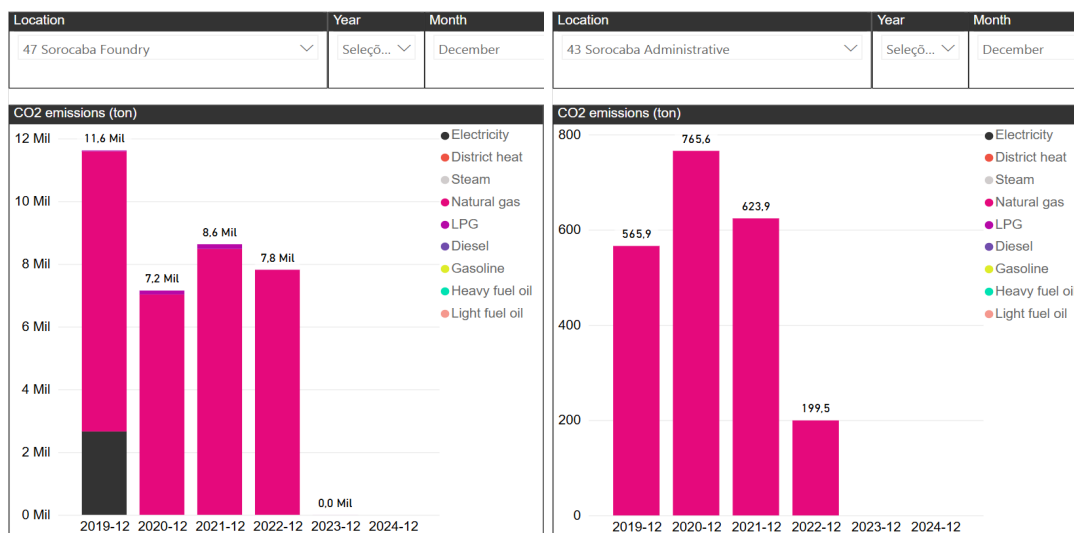 Location Year Month
47 Sorocaba Foundry Seleçõ... December
CO2 emissions (ton)
12 Mil
10 Mil
8 Mil
6 Mil
4 Mil
2 Mil
0 Mil
11,6 Mil
7,2 Mil
8,6 Mil
7,8 Mil
0,0 Mil
2019-12 2020-12 2021-12 2022-12 2023-12 2024-12
Electricity
District heat
Steam
Natural gas
LPG
Diesel
Gasoline
Heavy fuel oil
Light fuel oil
Location Year Month
43 Sorocaba Administrative Seleçõ... December
CO2 emissions (ton)
800
600
400
200
0
565,9
765,6
623,9
199,5
2019-12 2020-12 2021-12 2022-12 2023-12 2024-12
Electricity
District heat
Steam
Natural gas
LPG
Diesel
Gasoline
Heavy fuel oil
Light fuel oil